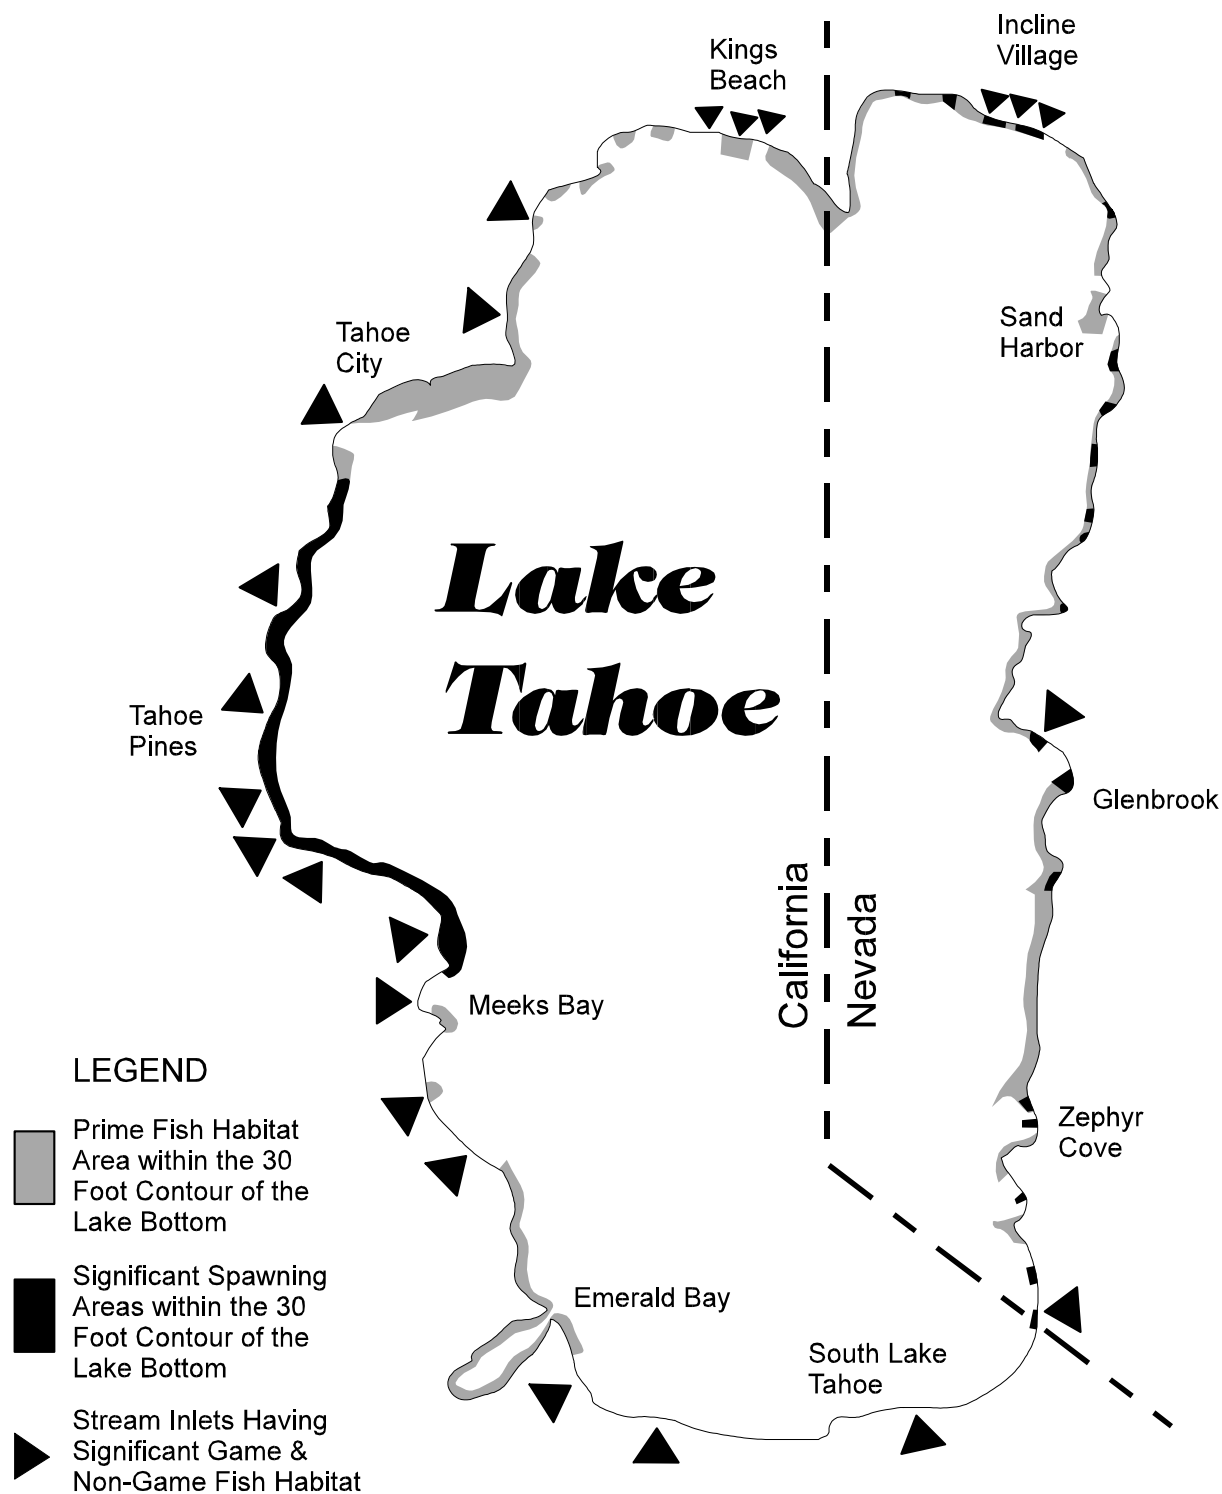 Incline
Village
Kings
Beach
Sand
Harbor
Tahoe
City
Lake
Tahoe
Tahoe
Pines
Glenbrook
California
Nevada
Meeks Bay
Zephyr
Cove
Emerald Bay
South Lake
Tahoe
LEGEND
Prime Fish Habitat
Area within the 30
Foot Contour of the
Lake Bottom
Significant Spawning
Areas within the 30
Foot Contour of the
Lake Bottom
Stream Inlets Having
Significant Game &
Non-Game Fish Habitat